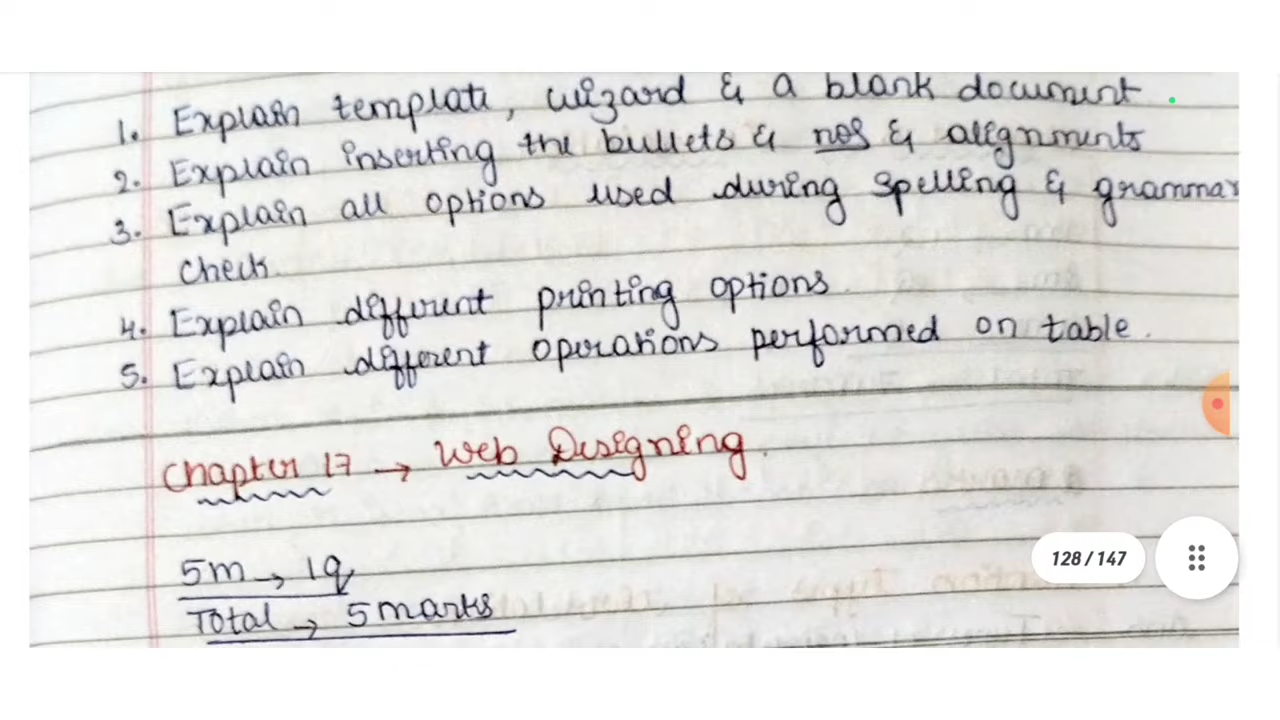 1. Explain template, wizard & a blank document.
2. Explain inserting the bullets & nos & alignments
3. Explain all options used during spelling & grammar
check.
4. Explain different printing options.
5. Explain different operations performed on table.
Chapter 17 → Web Designing.
5m → 1q
Total → 5 marks
128 / 147